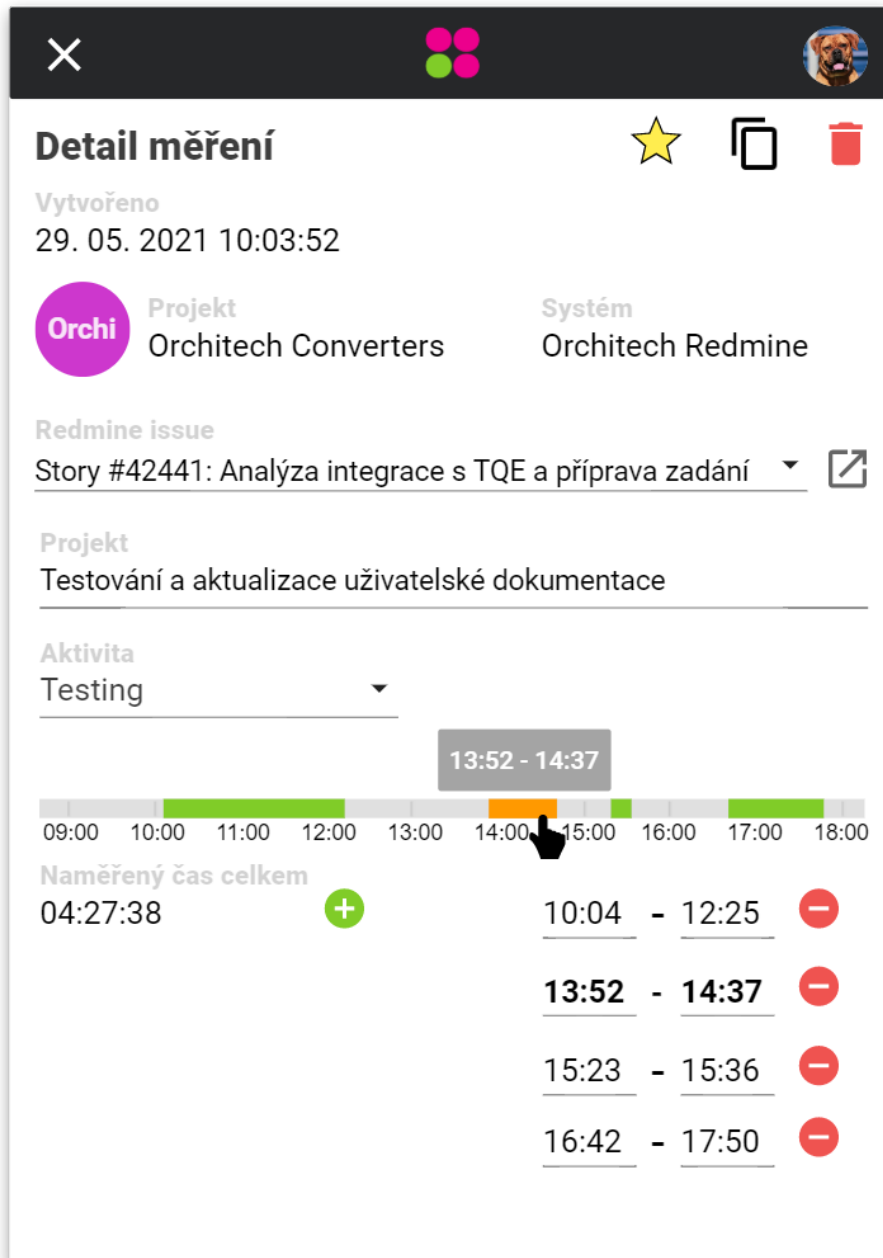 Detail měření
Vytvořeno
29. 05. 2021 10:03:52
Orchi
Projekt
Orchitech Converters
Systém
Orchitech Redmine
Redmine issue
Story #42441: Analýza integrace s TQE a příprava zadání
Projekt
Testování a aktualizace uživatelské dokumentace
Aktivita
Testing
13:52 - 14:37
09:00 10:00 11:00 12:00 13:00 14:00 15:00 16:00 17:00 18:00
Naměřený čas celkem
04:27:38
10:04 - 12:25
13:52 - 14:37
15:23 - 15:36
16:42 - 17:50